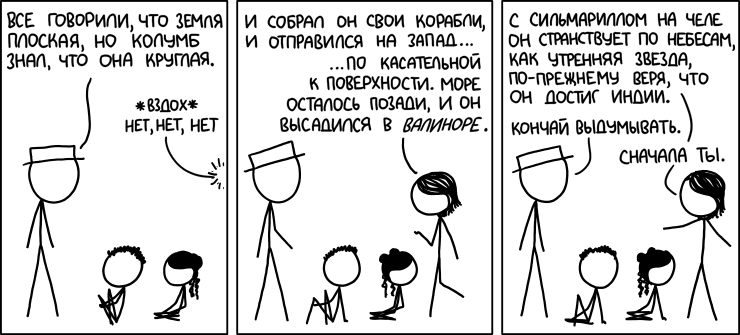 ВСЕ ГОВОРИЛИ, ЧТО ЗЕМЛЯ
ПЛОСКАЯ, НО КОЛУМБ
ЗНАЛ, ЧТО ОНА КРУГЛАЯ.
*ВЗДОХ*
НЕТ, НЕТ, НЕТ
И СОБРАЛ ОН СВОИ КОРАБЛИ,
И ОТПРАВИЛСЯ НА ЗАПАД...
...ПО КАСАТЕЛЬНОЙ
К ПОВЕРХНОСТИ. МОРЕ
ОСТАЛОСЬ ПОЗАДИ, И ОН
ВЫСАДИЛСЯ В ВАЛИНОРЕ.
С СИЛЬМАРИЛЛОМ НА ЧЕЛЕ
ОН СТРАНСТВУЕТ ПО НЕБЕСАМ,
КАК УТРЕННЯЯ ЗВЕЗДА,
ПО-ПРЕЖНЕМУ ВЕРЯ, ЧТО
ОН ДОСТИГ ИНДИИ.
КОНЧАЙ ВЫДУМЫВАТЬ.
СНАЧАЛА ТЫ.